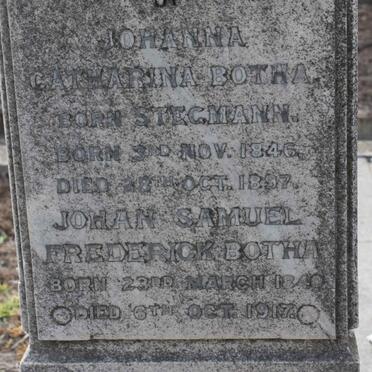 OF
JOHANNA
CATHARINA BOTHA.
BORN STEGMANN.
BORN 3RD NOV. 1846.
DIED OCT. 1897.
JOHAN SAMUEL
FREDERICK BOTHA
BORN 23RD MARCH
DIED 6TH OCT. 1917.